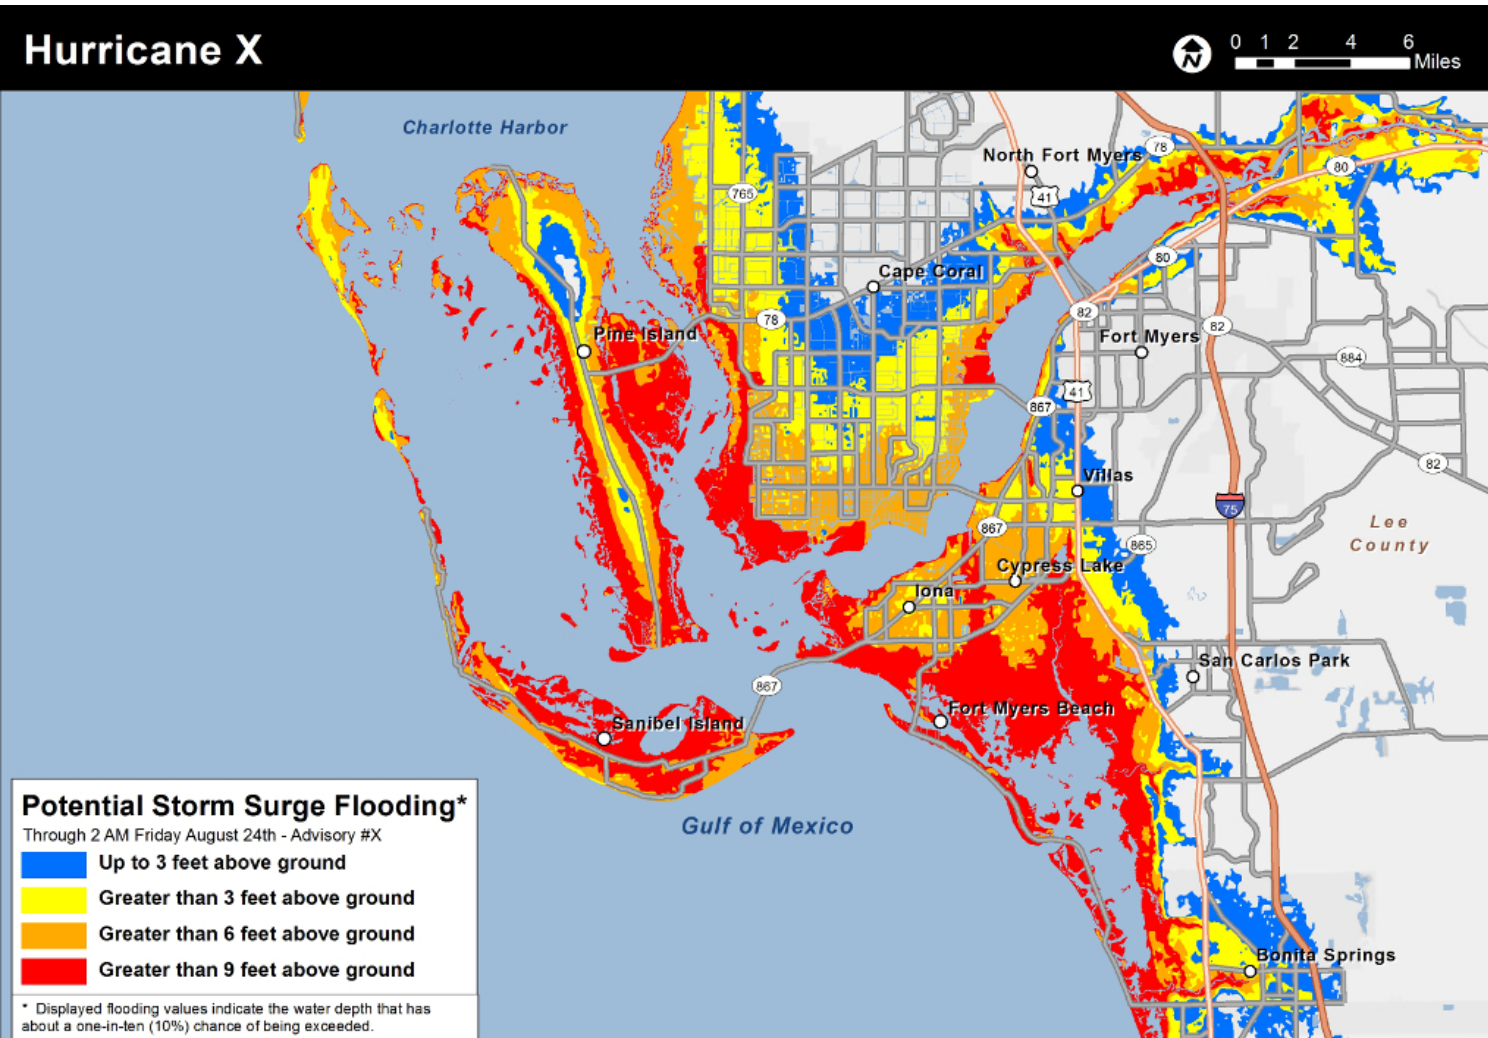 Hurricane X
N
0 1 2 4 6
Miles
Charlotte Harbor
North Fort Myers
78
80
765
41
80
Cape Coral
78
82
82
Pine Island
Fort Myers
884
41
867
82
Villas
75
867
Lee
County
865
Cypress Lake
Iona
San Carlos Park
867
Fort Myers Beach
Sanibel Island
Gulf of Mexico
Bonita Springs
Potential Storm Surge Flooding*
Through 2 AM Friday August 24th - Advisory #X
Up to 3 feet above ground
Greater than 3 feet above ground
Greater than 6 feet above ground
Greater than 9 feet above ground
* Displayed flooding values indicate the water depth that has
about a one-in-ten (10%) chance of being exceeded.